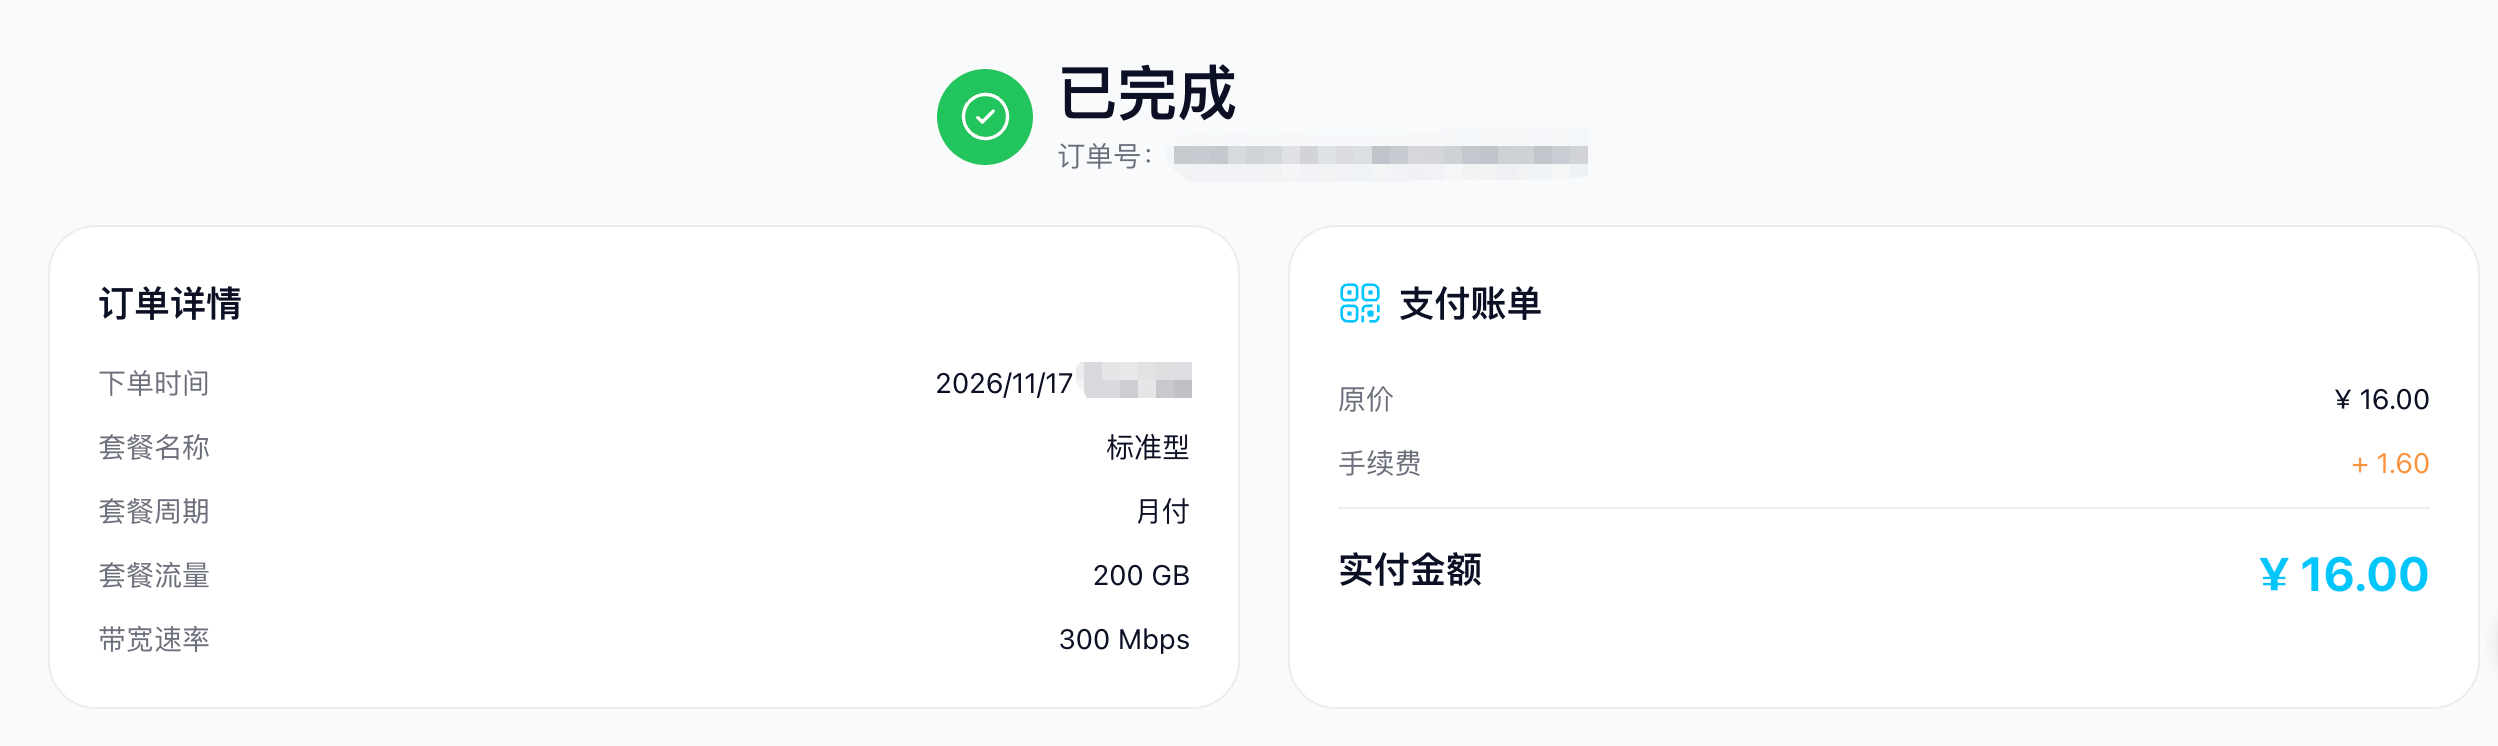 已完成
订单号：
订单详情
下单时间 2026/11/17
套餐名称 标准型
套餐周期 月付
套餐流量 200 GB
带宽速率 300 Mbps
支付账单
原价 ¥ 16.00
手续费 + 1.60
实付金额 ¥ 16.00